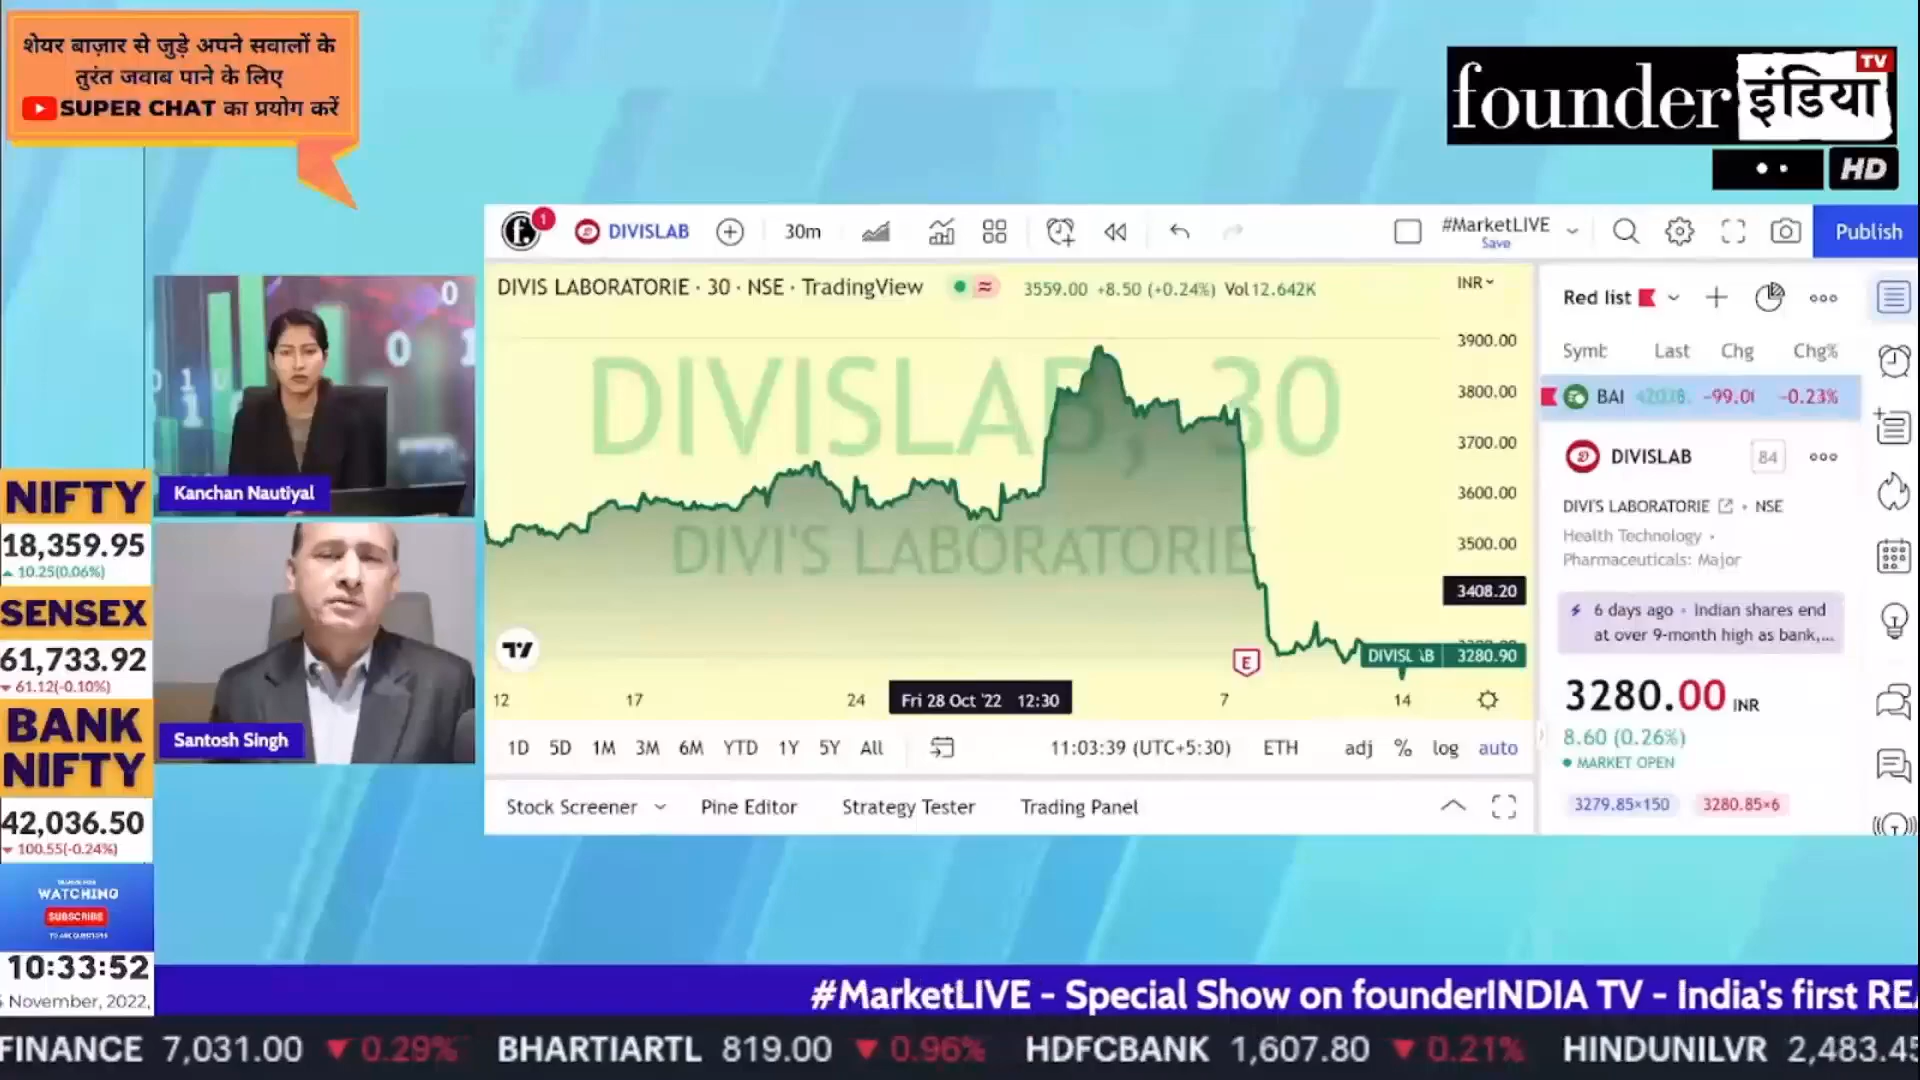 शेयर बाज़ार से जुड़े अपने सवालों के
तुरंत जवाब पाने के लिए
SUPER CHAT का प्रयोग करें
founder इंडिया TV
HD
1
DIVISLAB
30m
#MarketLIVE
Save
Publish
DIVIS LABORATORIE · 30 · NSE · TradingView
3559.00 +8.50 (+0.24%) Vol 12.642K
INR
DIVISLAB, 30
DIVI'S LABORATORIE
3900.00
3800.00
3700.00
3600.00
3500.00
3408.20
DIVISL AB 3280.90
E
12 17 24 Fri 28 Oct '22 12:30 7 14
1D 5D 1M 3M 6M YTD 1Y 5Y All
11:03:39 (UTC+5:30) ETH adj % log auto
Stock Screener Pine Editor Strategy Tester Trading Panel
Red list
Symb Last Chg Chg%
BAI -99.0 -0.23%
DIVISLAB 84
DIVI'S LABORATORIE · NSE
Health Technology ·
Pharmaceuticals: Major
6 days ago · Indian shares end
at over 9-month high as bank,...
3280.00 INR
8.60 (0.26%)
MARKET OPEN
3279.85×150 3280.85×6
Kanchan Nautiyal
Santosh Singh
NIFTY
18,359.95
10.25(0.06%)
SENSEX
61,733.92
61.12(-0.10%)
BANK
NIFTY
42,036.50
100.55(-0.24%)
WATCHING
SUBSCRIBE
TO ASK QUESTIONS
10:33:52
November, 2022,
#MarketLIVE - Special Show on founderINDIA TV - India's first RE
FINANCE 7,031.00 ▼ 0.29% BHARTIARTL 819.00 ▼ 0.96% HDFCBANK 1,607.80 ▼ 0.21% HINDUNILVR 2,483.45